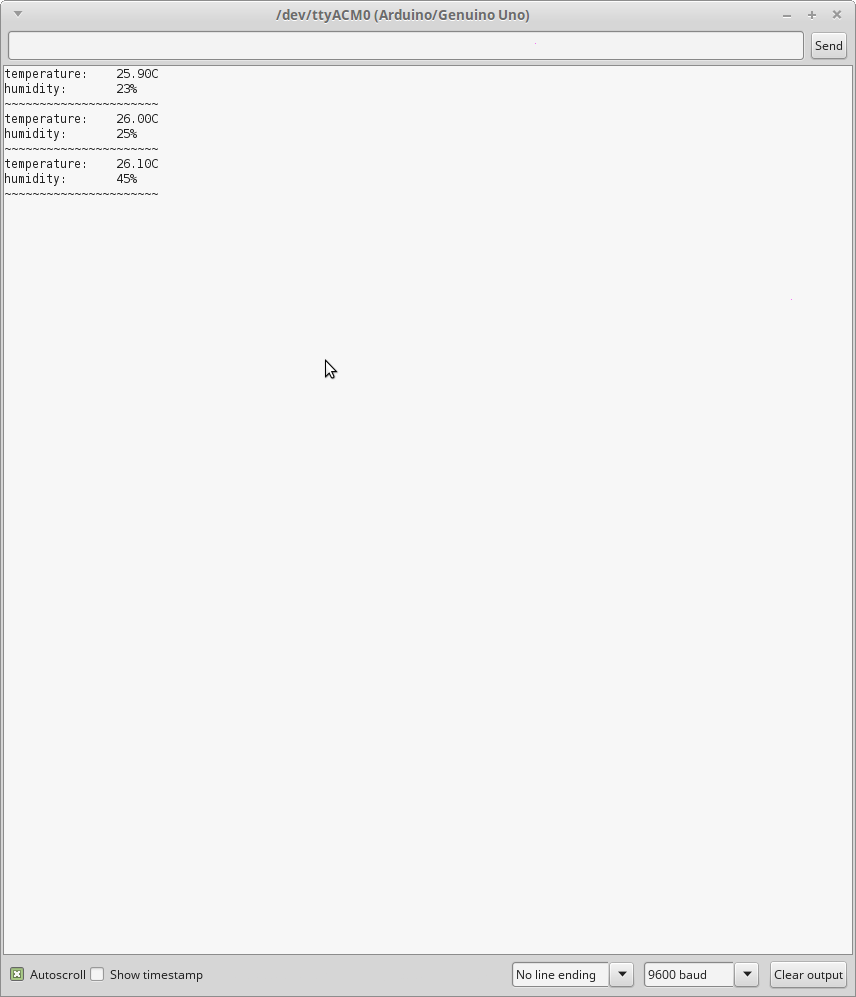 /dev/ttyACM0 (Arduino/Genuino Uno)
Send
temperature:    25.90C
humidity:       23%
~~~~~~~~~~~~~~~~~~~~~~
temperature:    26.00C
humidity:       25%
~~~~~~~~~~~~~~~~~~~~~~
temperature:    26.10C
humidity:       45%
~~~~~~~~~~~~~~~~~~~~~~
Autoscroll Show timestamp No line ending 9600 baud Clear output